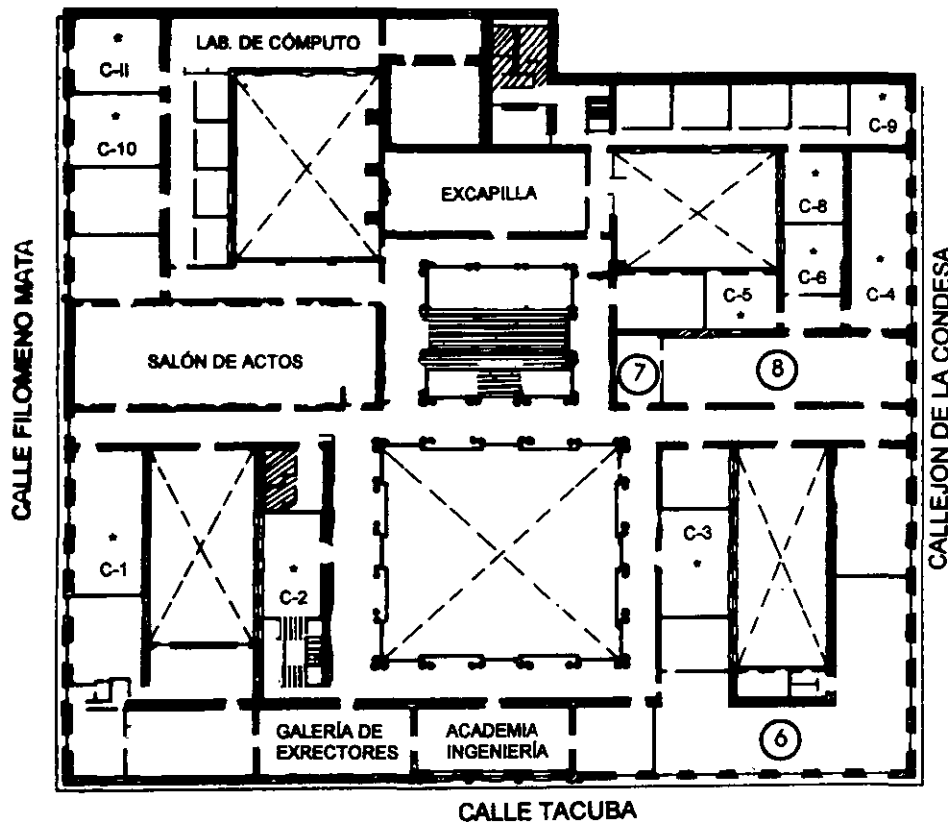 LAB. DE CÓMPUTO
*
C-II
*
C-9
*
C-10
EXCAPILLA
*
C-8
*
C-6
*
C-4
C-5
*
CALLE FILOMENO MATA
SALÓN DE ACTOS
7
8
CALLEJON DE LA CONDESA
*
C-1
*
C-2
C-3
*
GALERÍA DE
EXRECTORES
ACADEMIA
INGENIERÍA
6
CALLE TACUBA